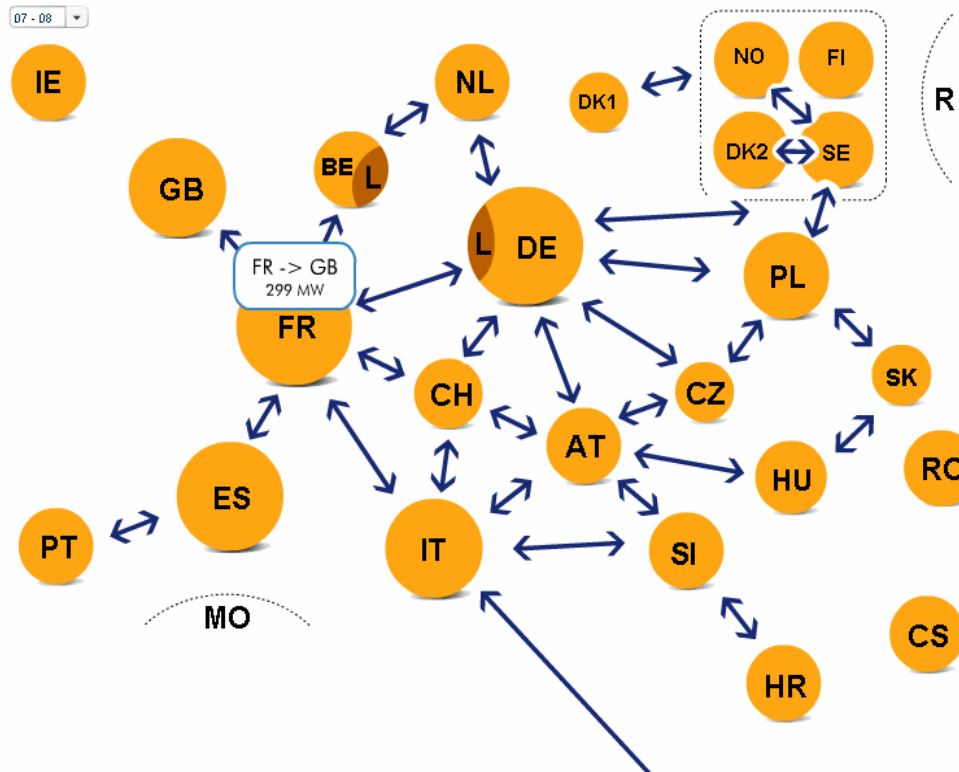 07 - 08
IE
NL
NO
FI
DK1
R
BE
L
DK2
SE
GB
L
DE
FR -> GB
299 MW
PL
FR
CH
CZ
SK
AT
ES
HU
RO
PT
IT
SI
MO
CS
HR